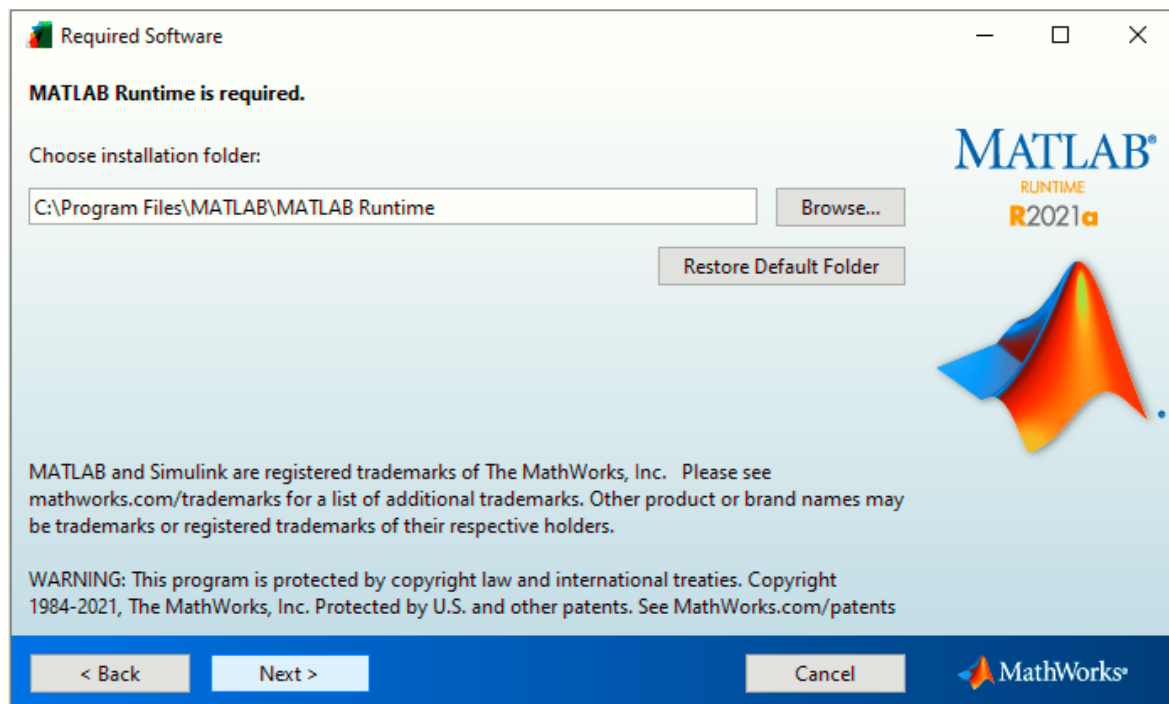 Required Software
MATLAB Runtime is required.
Choose installation folder:
C:\Program Files\MATLAB\MATLAB Runtime
Browse...
Restore Default Folder
MATLAB®
RUNTIME
R2021a
MATLAB and Simulink are registered trademarks of The MathWorks, Inc.   Please see
mathworks.com/trademarks for a list of additional trademarks. Other product or brand names may
be trademarks or registered trademarks of their respective holders.
WARNING: This program is protected by copyright law and international treaties. Copyright
1984-2021, The MathWorks, Inc. Protected by U.S. and other patents. See MathWorks.com/patents
< Back
Next >
Cancel
MathWorks®